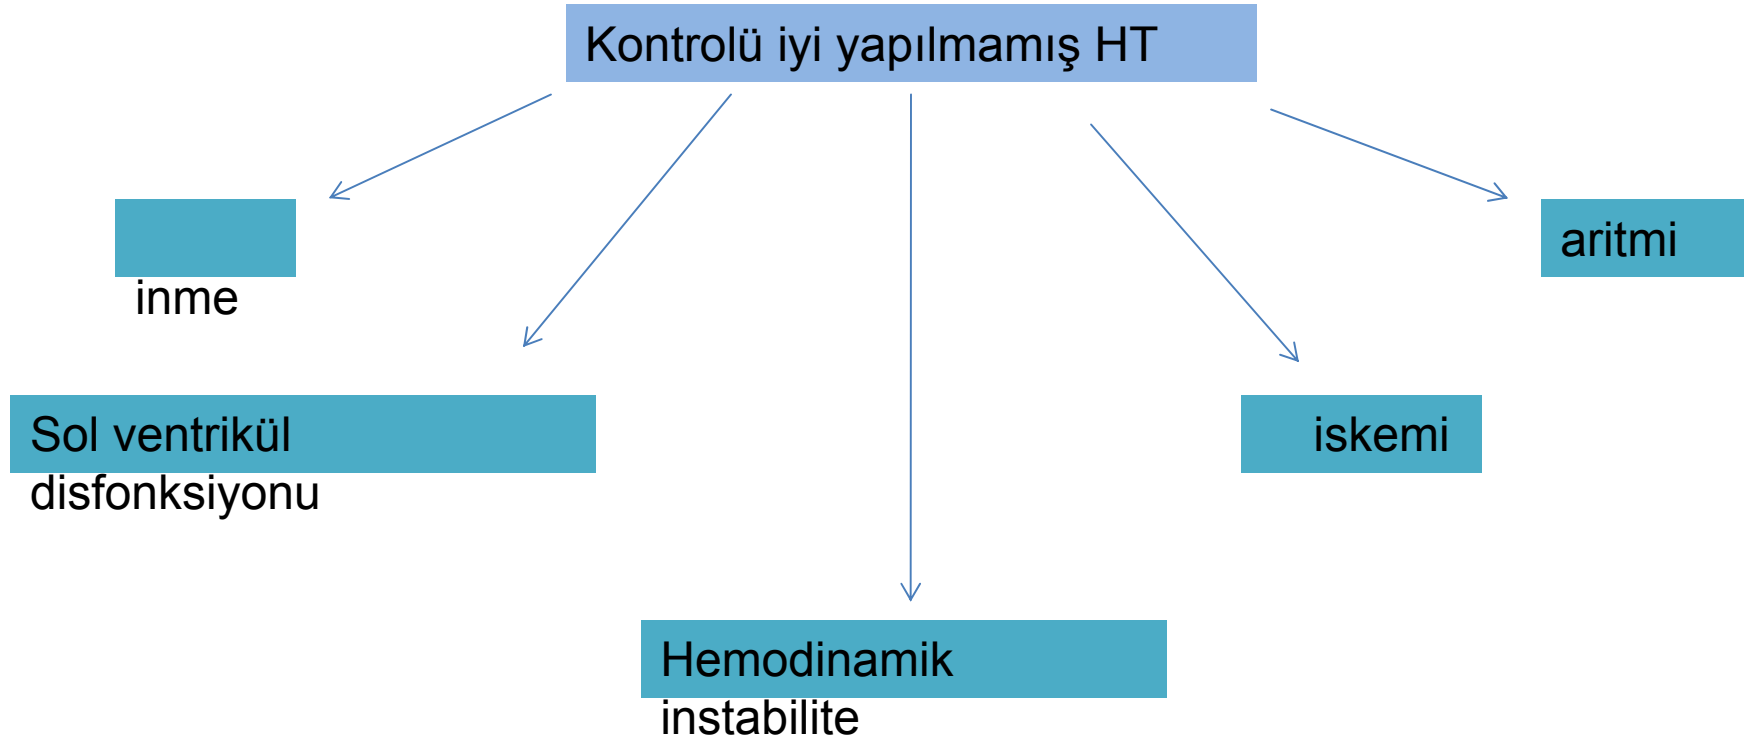 Kontrolü iyi yapılmamış HT
inme
aritmi
Sol ventrikül
disfonksiyonu
iskemi
Hemodinamik
instabilite